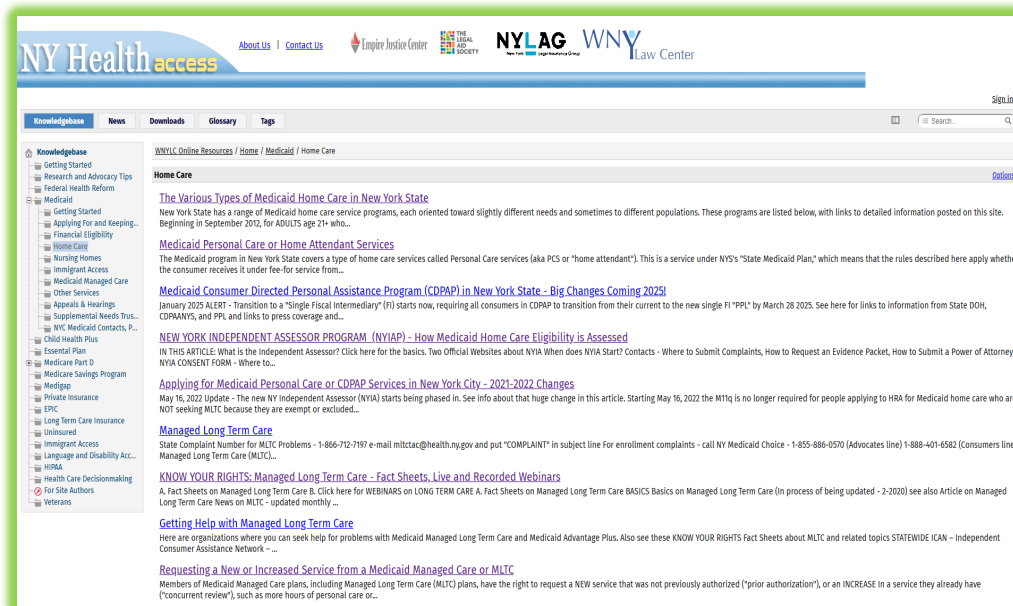 NY Health access
About Us | Contact Us
Empire Justice Center
THE LEGAL AID SOCIETY
NYLAG
New York Legal Assistance Group
WNY Law Center
Sign in
Knowledgebase News Downloads Glossary Tags
Search...
Knowledgebase
Getting Started
Research and Advocacy Tips
Federal Health Reform
Medicaid
Getting Started
Applying For and Keeping...
Financial Eligibility
Home Care
Nursing Homes
Immigrant Access
Medicaid Managed Care
Other Services
Appeals & Hearings
Supplemental Needs Trus...
NYC Medicaid Contacts, P...
Child Health Plus
Essental Plan
Medicare Part D
Medicare Savings Program
Medigap
Private Insurance
EPIC
Long Term Care Insurance
Uninsured
Immigrant Access
Language and Disability Acc...
HIPAA
Health Care Decisionmaking
For Site Authors
Veterans
WNYLC Online Resources / Home / Medicaid / Home Care
Home Care
Options
The Various Types of Medicaid Home Care in New York State
New York State has a range of Medicaid home care service programs, each oriented toward slightly different needs and sometimes to different populations. These programs are listed below, with links to detailed information posted on this site.
Beginning in September 2012, for ADULTS age 21+ who...
Medicaid Personal Care or Home Attendant Services
The Medicaid program in New York State covers a type of home care services called Personal Care services (aka PCS or "home attendant"). This is a service under NYS's "State Medicaid Plan," which means that the rules described here apply wheth
the consumer receives it under fee-for service from...
Medicaid Consumer Directed Personal Assistance Program (CDPAP) in New York State - Big Changes Coming 2025!
January 2025 ALERT - Transition to a "Single Fiscal Intermediary" (FI) starts now, requiring all consumers in CDPAP to transition from their current to the new single FI "PPL" by March 28 2025. See here for links to information from State DOH,
CDPAANYS, and PPL and links to press coverage and...
NEW YORK INDEPENDENT ASSESSOR PROGRAM (NYIAP) - How Medicaid Home Care Eligibility is Assessed
IN THIS ARTICLE: What is the Independent Assessor? Click here for the basics. Two Official Websites about NYIA When does NYIA Start? Contacts - Where to Submit Complaints, How to Request an Evidence Packet, How to Submit a Power of Attorney
NYIA CONSENT FORM - Where to...
Applying for Medicaid Personal Care or CDPAP Services in New York City - 2021-2022 Changes
May 16, 2022 Update - The new NY Independent Assessor (NYIA) starts being phased in. See info about that huge change in this article. Starting May 16, 2022 the M11q is no longer required for people applying to HRA for Medicaid home care who ar
NOT seeking MLTC because they are exempt or excluded...
Managed Long Term Care
State Complaint Number for MLTC Problems - 1-866-712-7197 e-mail mltctac@health.ny.gov and put "COMPLAINT" in subject line For enrollment complaints - call NY Medicaid Choice - 1-855-886-0570 (Advocates line) 1-888-401-6582 (Consumers line
Managed Long Term Care (MLTC)...
KNOW YOUR RIGHTS: Managed Long Term Care - Fact Sheets, Live and Recorded Webinars
A. Fact Sheets on Managed Long Term Care B. Click here for WEBINARS on LONG TERM CARE A. Fact Sheets on Managed Long Term Care BASICS Basics on Managed Long Term Care (In process of being updated - 2-2020) see also Article on Managed
Long Term Care News on MLTC - updated monthly ...
Getting Help with Managed Long Term Care
Here are organizations where you can seek help for problems with Medicaid Managed Long Term Care and Medicaid Advantage Plus. Also see these KNOW YOUR RIGHTS Fact Sheets about MLTC and related topics STATEWIDE ICAN – Independent
Consumer Assistance Network – ...
Requesting a New or Increased Service from a Medicaid Managed Care or MLTC
Members of Medicaid Managed Care plans, including Managed Long Term Care (MLTC) plans, have the right to request a NEW service that was not previously authorized ("prior authorization"), or an INCREASE In a service they already have
("concurrent review"), such as more hours of personal care or...